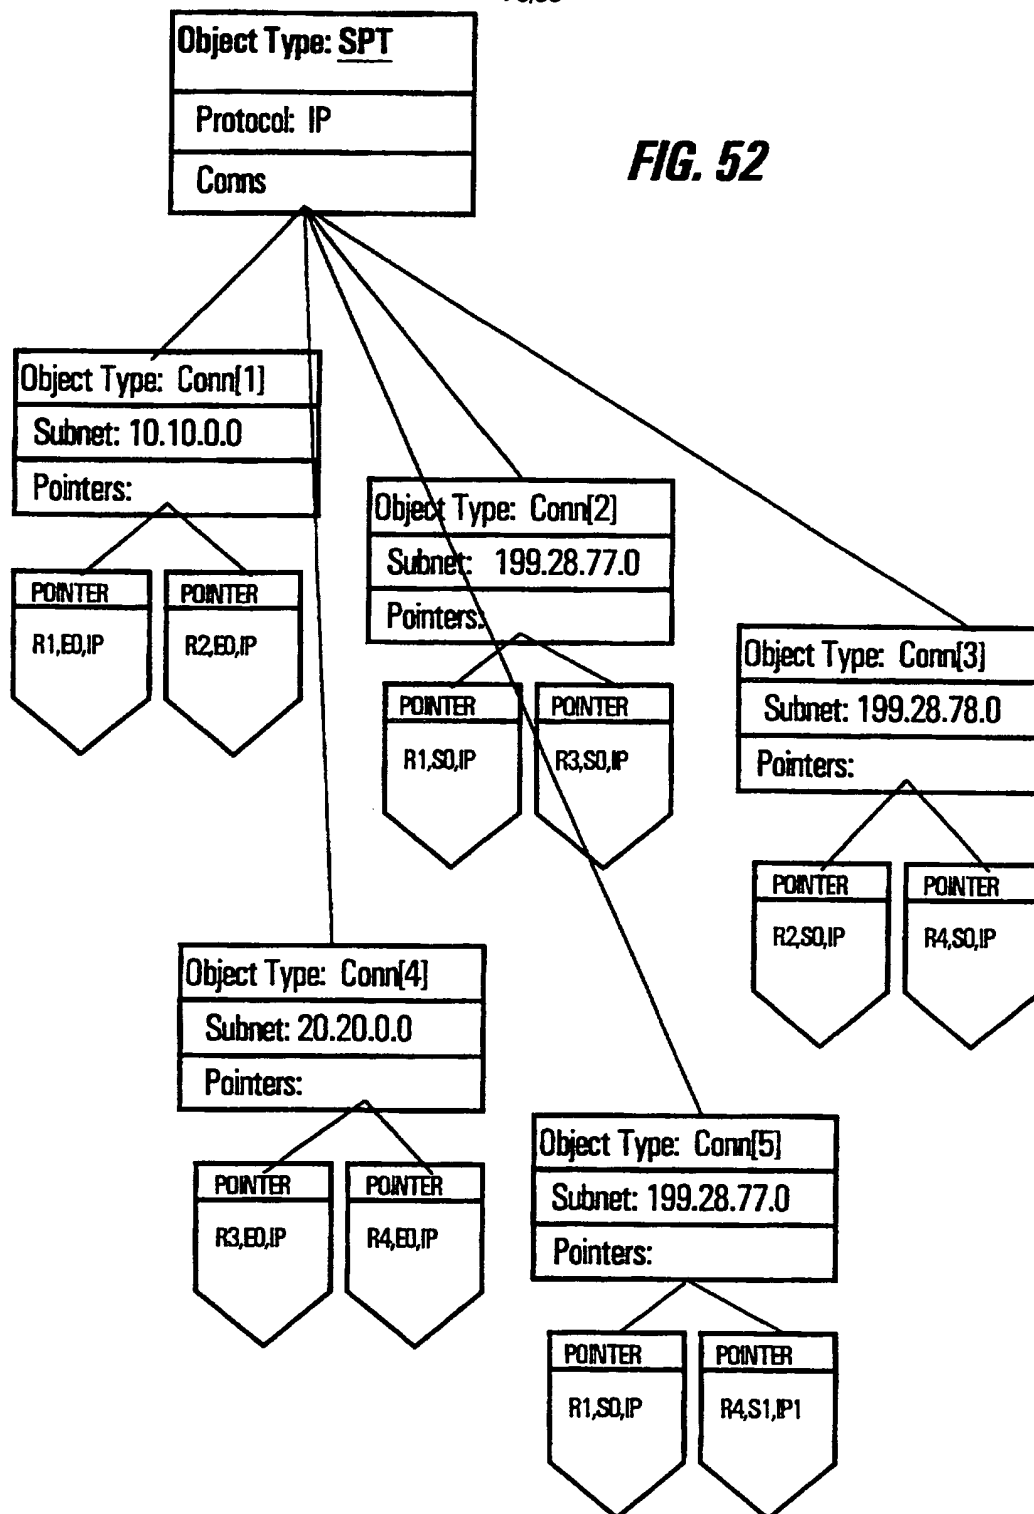 Object Type: SPT
Protocol: IP
Conns
FIG. 52
Object Type: Conn[1]
Subnet: 10.10.0.0
Pointers:
POINTER
R1,E0,IP
POINTER
R2,E0,IP
Object Type: Conn[2]
Subnet: 199.28.77.0
Pointers:
POINTER
R1,S0,IP
POINTER
R3,S0,IP
Object Type: Conn[3]
Subnet: 199.28.78.0
Pointers:
POINTER
R2,S0,IP
POINTER
R4,S0,IP
Object Type: Conn[4]
Subnet: 20.20.0.0
Pointers:
POINTER
R3,E0,IP
POINTER
R4,E0,IP
Object Type: Conn[5]
Subnet: 199.28.77.0
Pointers:
POINTER
R1,S0,IP
POINTER
R4,S1,IP1